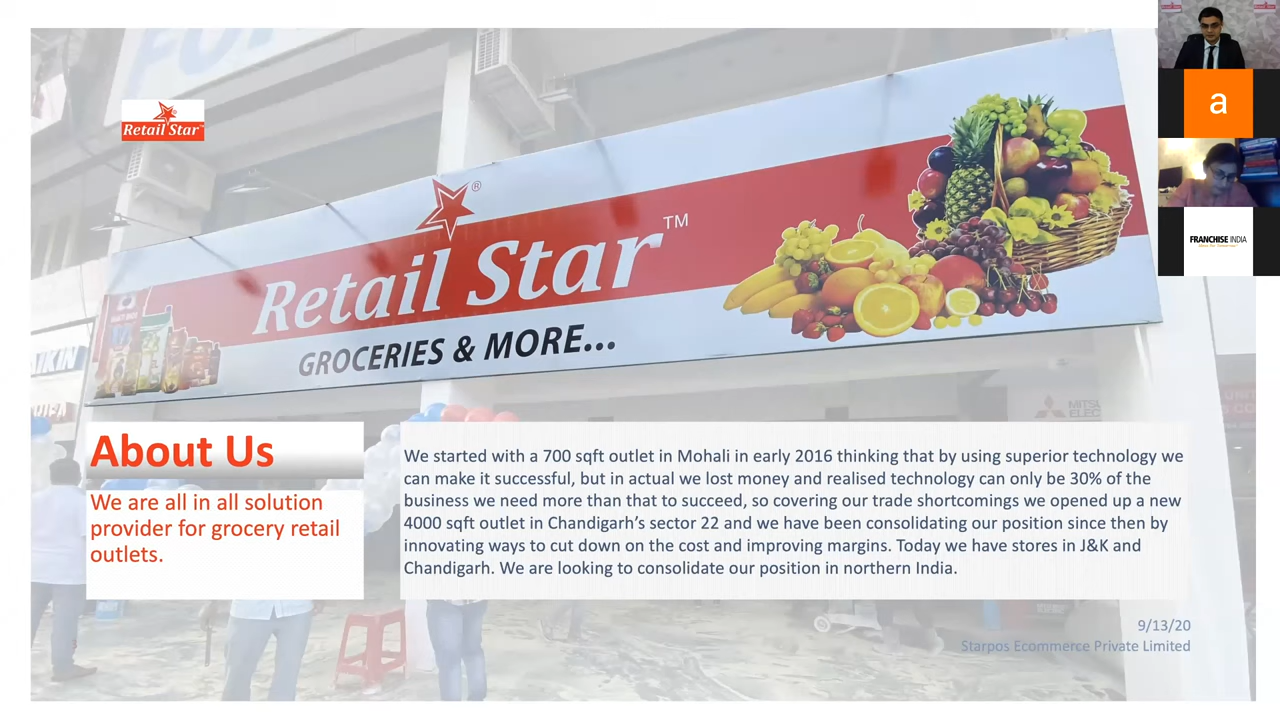 Retail Star
®
Retail Star™
GROCERIES & MORE...
a
FRANCHISE INDIA
About Us
We are all in all solution
provider for grocery retail
outlets.
We started with a 700 sqft outlet in Mohali in early 2016 thinking that by using superior technology we
can make it successful, but in actual we lost money and realised technology can only be 30% of the
business we need more than that to succeed, so covering our trade shortcomings we opened up a new
4000 sqft outlet in Chandigarh’s sector 22 and we have been consolidating our position since then by
innovating ways to cut down on the cost and improving margins. Today we have stores in J&K and
Chandigarh. We are looking to consolidate our position in northern India.
9/13/20
Starpos Ecommerce Private Limited